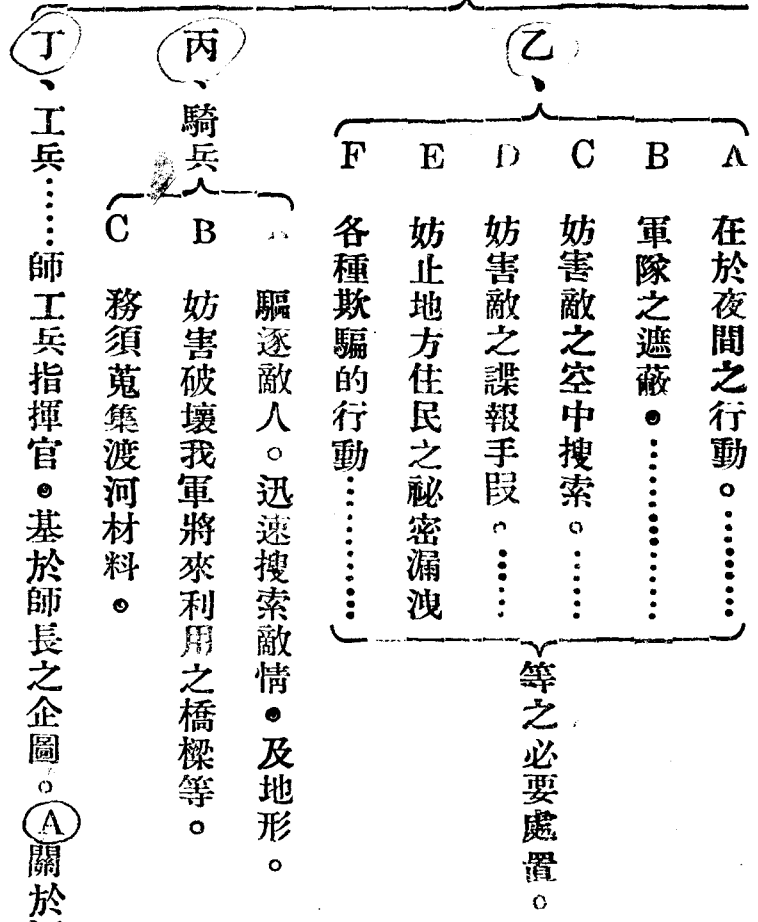 乙、
A 在於夜間之行動。………
B 軍隊之遮蔽。…………
C 妨害敵之空中搜索。……
D 妨害敵之諜報手段。……
E 妨止地方住民之祕密漏洩
F 各種欺騙的行動…………
等之必要處置。
丙、騎兵
驅逐敵人。迅速搜索敵情。及地形。
B 妨害破壞我軍將來利用之橋樑等。
C 務須蒐集渡河材料。
丁、工兵……師工兵指揮官。基於師長之企圖。A關於